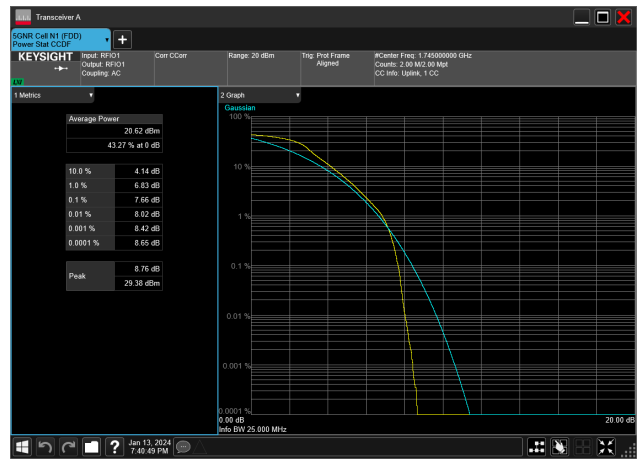 Transceiver A
5GNR Cell N1 (FDD)
Power Stat CCDF
KEYSIGHT
Input: RFIO1
Output: RFIO1
Coupling: AC
Corr CCorr
Range: 20 dBm
Trig: Prot Frame
Aligned
#Center Freq: 1.745000000 GHz
Counts: 2.00 M/2.00 Mpt
CC Info: Uplink, 1 CC
1 Metrics
Average Power
20.62 dBm
43.27 % at 0 dB
10.0 % 4.14 dB
1.0 % 6.83 dB
0.1 % 7.66 dB
0.01 % 8.02 dB
0.001 % 8.42 dB
0.0001 % 8.65 dB
Peak
8.76 dB
29.38 dBm
2 Graph
Gaussian
100 %
10 %
1 %
0.1 %
0.01 %
0.001 %
0.0001 %
0.00 dB
20.00 dB
Info BW 25.000 MHz
?
Jan 13, 2024
7:40:49 PM